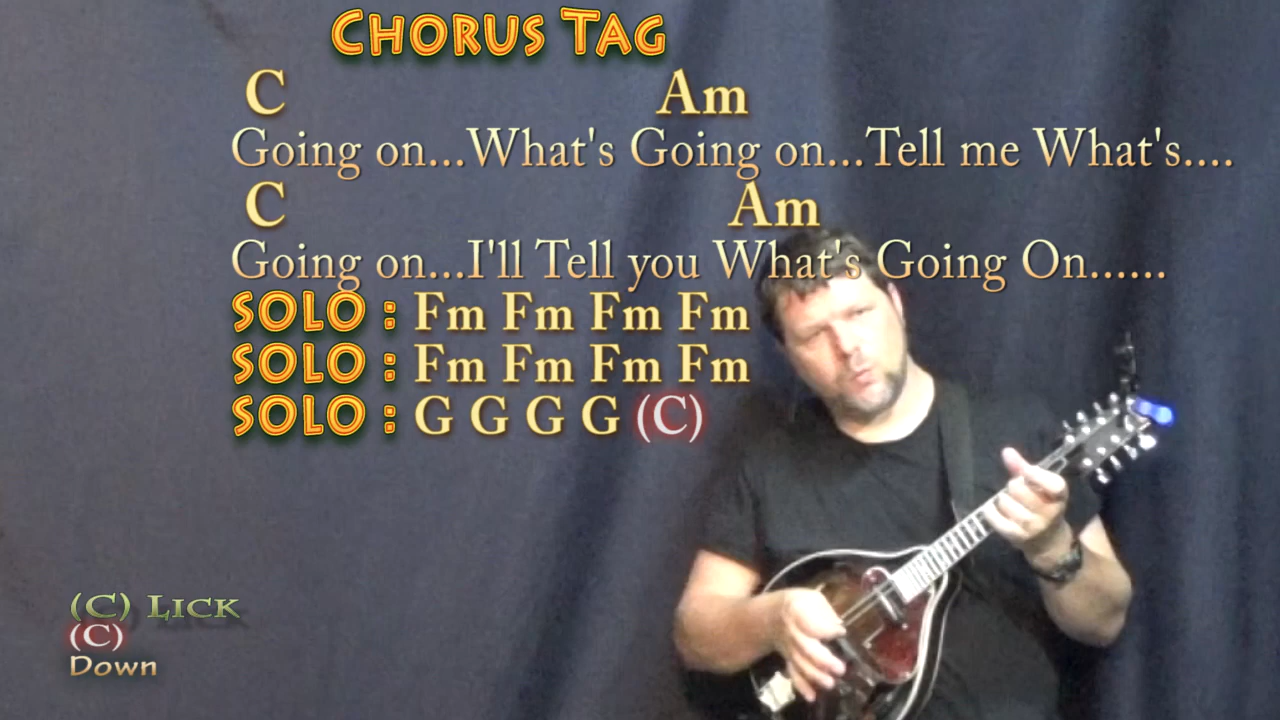 CHORUS TAG
C Am
Going on...What's Going on...Tell me What's....
C Am
Going on...I'll Tell you What's Going On......
SOLO : Fm Fm Fm Fm
SOLO : Fm Fm Fm Fm
SOLO : G G G G (C)
(C) LICK
(C)
Down